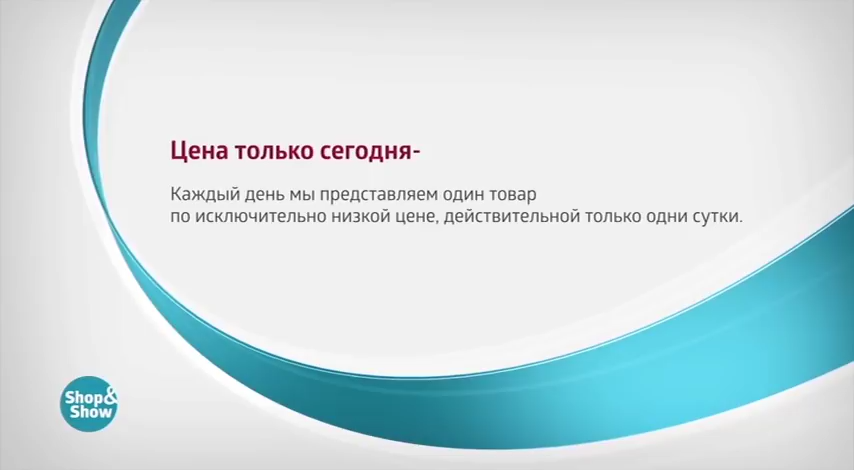 Цена только сегодня-
Каждый день мы представляем один товар
по исключительно низкой цене, действительной только одни сутки.
Shop&
Show